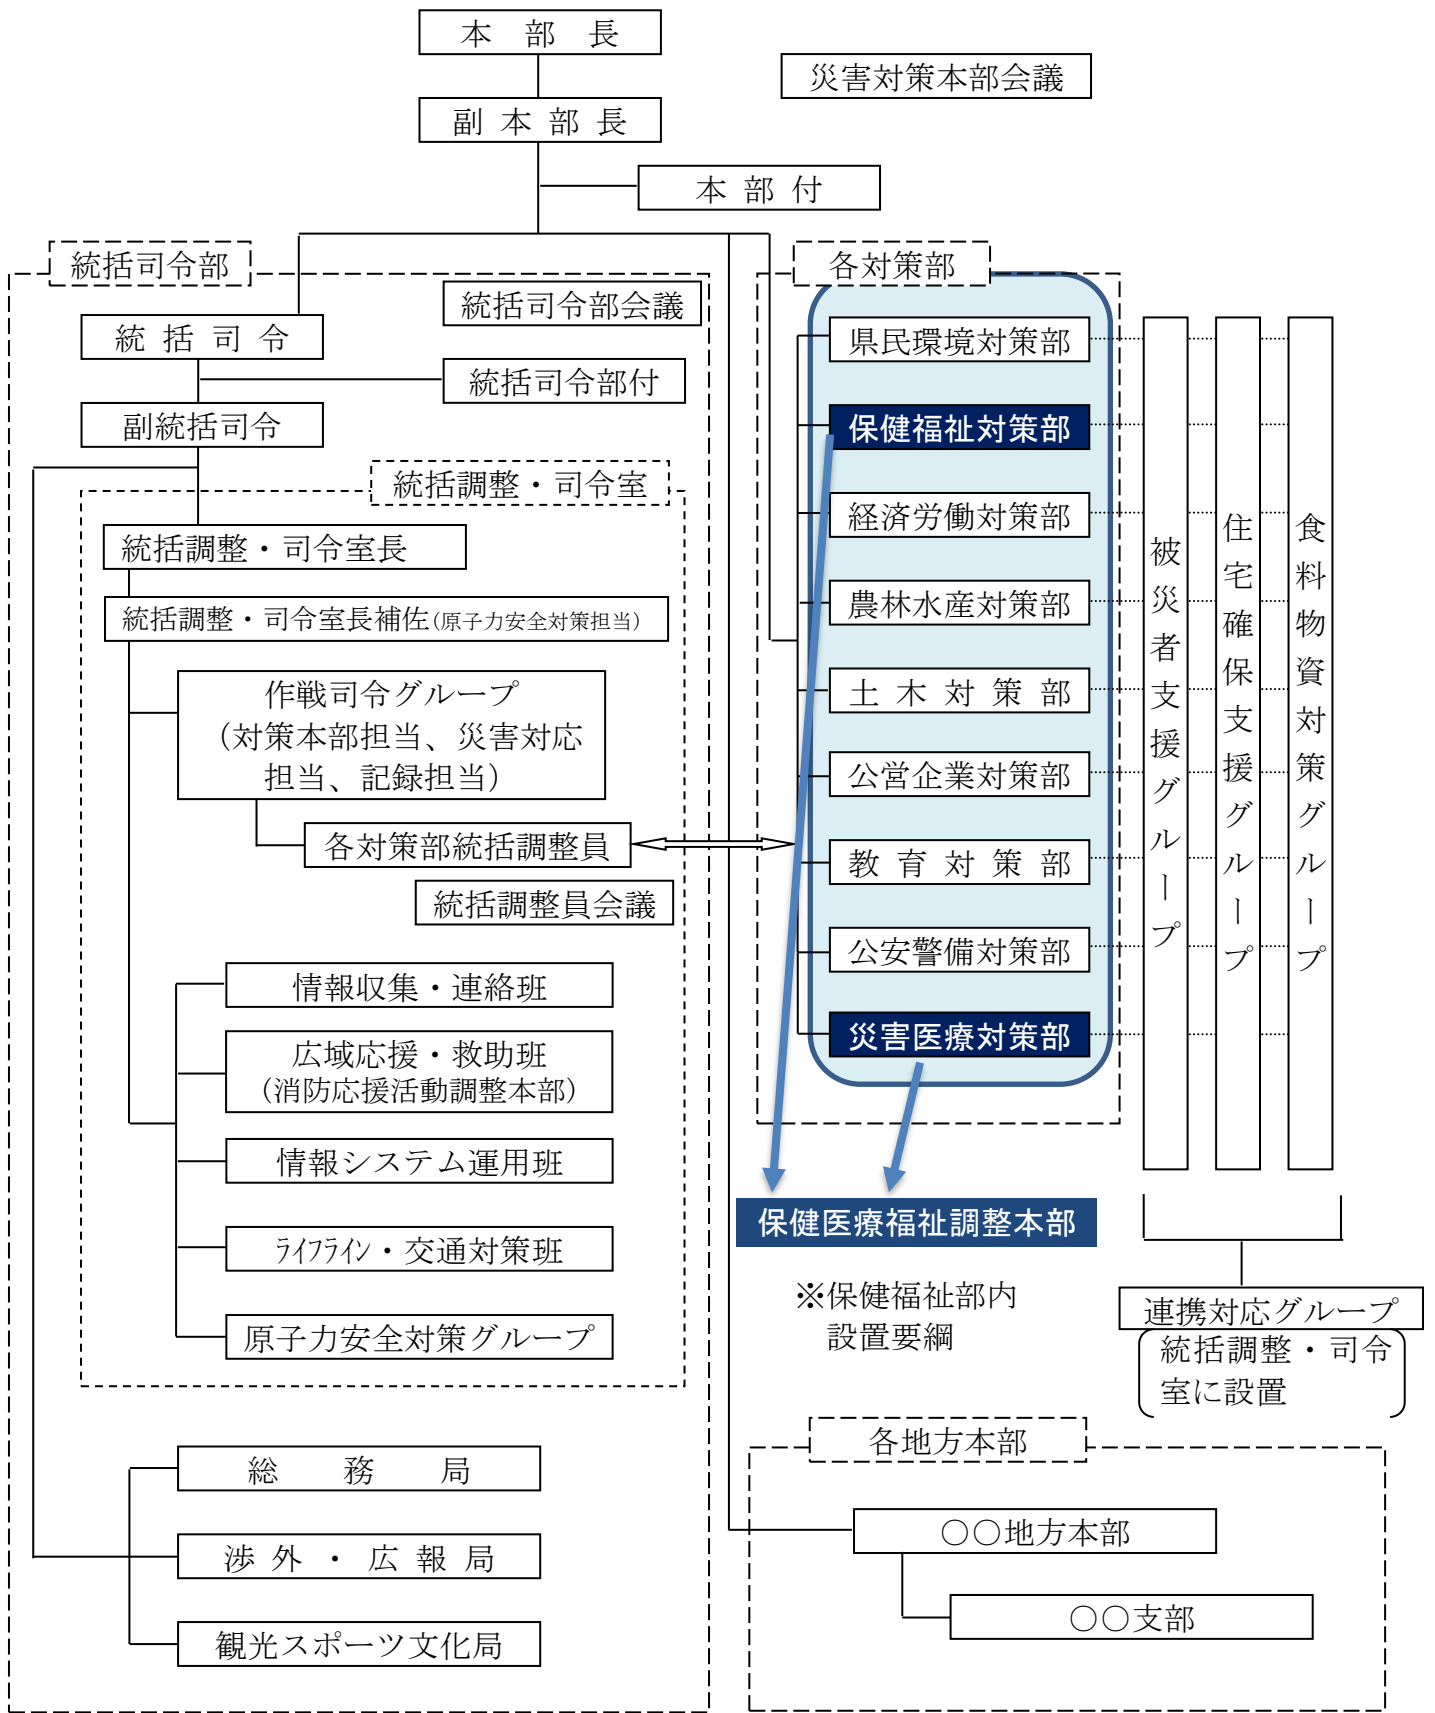 本部長
災害対策本部会議
副本部長
本部付
統括司令部
統括司令部会議
統括司令
統括司令部付
副統括司令
統括調整・司令室
統括調整・司令室長
統括調整・司令室長補佐(原子力安全対策担当)
作戦司令グループ
(対策本部担当、災害対応
担当、記録担当)
各対策部統括調整員
統括調整員会議
情報収集・連絡班
広域応援・救助班
(消防応援活動調整本部)
情報システム運用班
ﾗｲﾌﾗｲﾝ・交通対策班
原子力安全対策グループ
総務局
渉外・広報局
観光スポーツ文化局
各対策部
県民環境対策部
保健福祉対策部
経済労働対策部
農林水産対策部
土木対策部
公営企業対策部
教育対策部
公安警備対策部
災害医療対策部
被災者支援グループ
住宅確保支援グループ
食料物資対策グループ
保健医療福祉調整本部
※保健福祉部内
設置要綱
連携対応グループ
統括調整・司令
室に設置
各地方本部
○○地方本部
○○支部